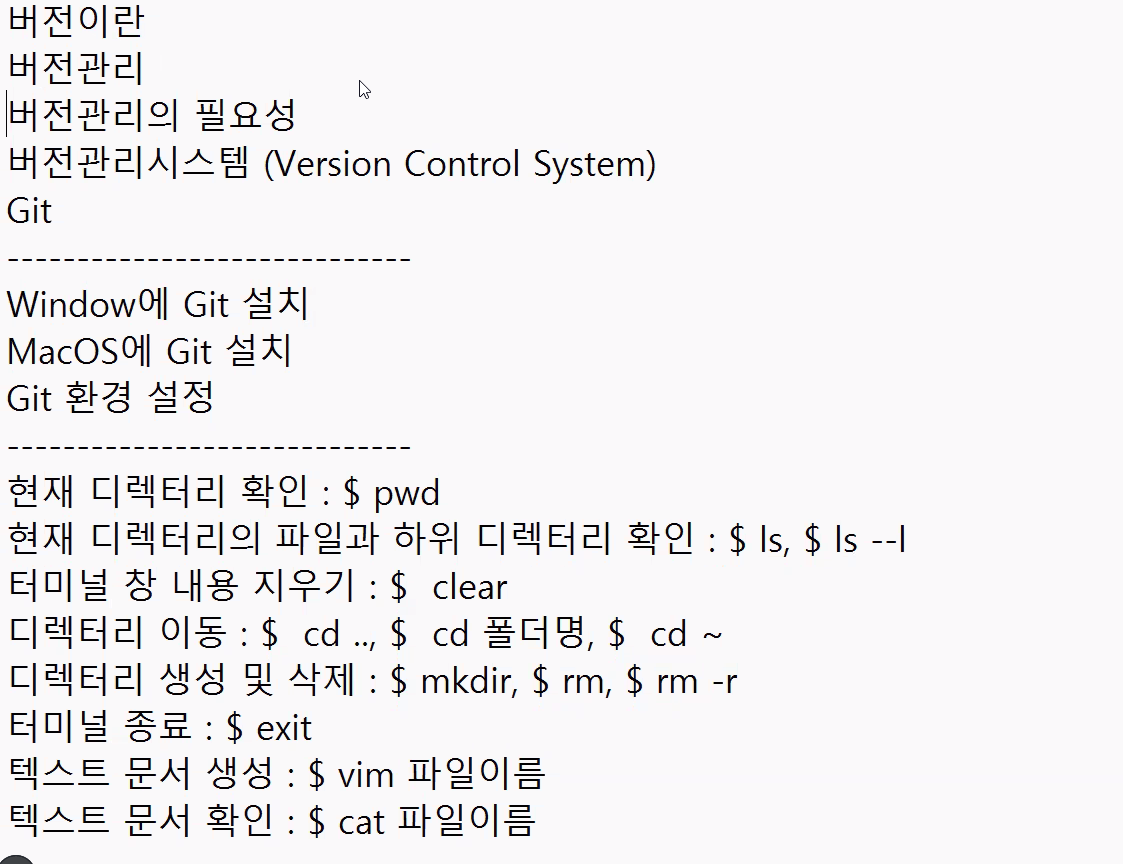 버전이란
버전관리
버전관리의 필요성
버전관리시스템 (Version Control System)
Git
-----------------------------
Window에 Git 설치
MacOS에 Git 설치
Git 환경 설정
-----------------------------
현재 디렉터리 확인 : $ pwd
현재 디렉터리의 파일과 하위 디렉터리 확인 : $ ls, $ ls --l
터미널 창 내용 지우기 : $  clear
디렉터리 이동 : $  cd .., $  cd 폴더명, $  cd ~
디렉터리 생성 및 삭제 : $ mkdir, $ rm, $ rm -r
터미널 종료 : $ exit
텍스트 문서 생성 : $ vim 파일이름
텍스트 문서 확인 : $ cat 파일이름